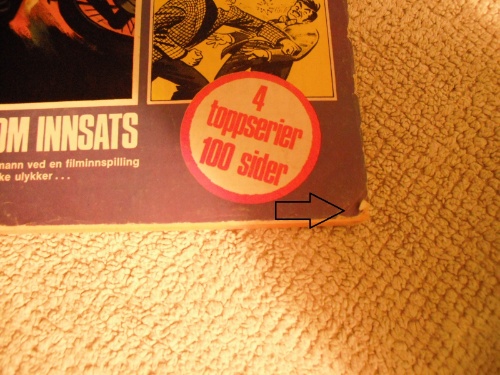 OM INNSATS
mann ved en filminnspilling
ke ulykker...
4
toppserier
100 sider